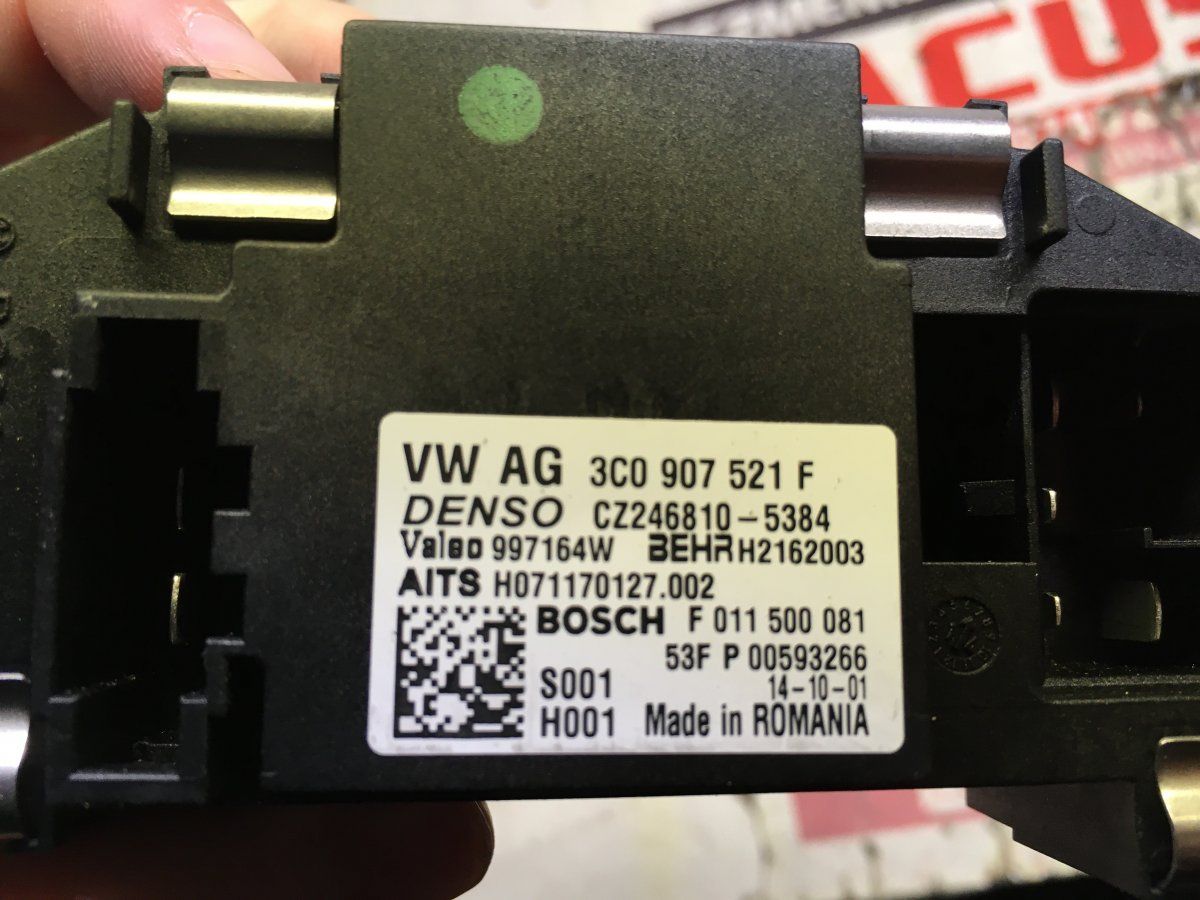 ACUS
VW AG 3C0 907 521 F
DENSO CZ246810-5384
Valeo 997164W BEHR H2162003
AITS H071170127.002
BOSCH F 011 500 081
53F P 00593266
S001 14-10-01
H001 Made in ROMANIA